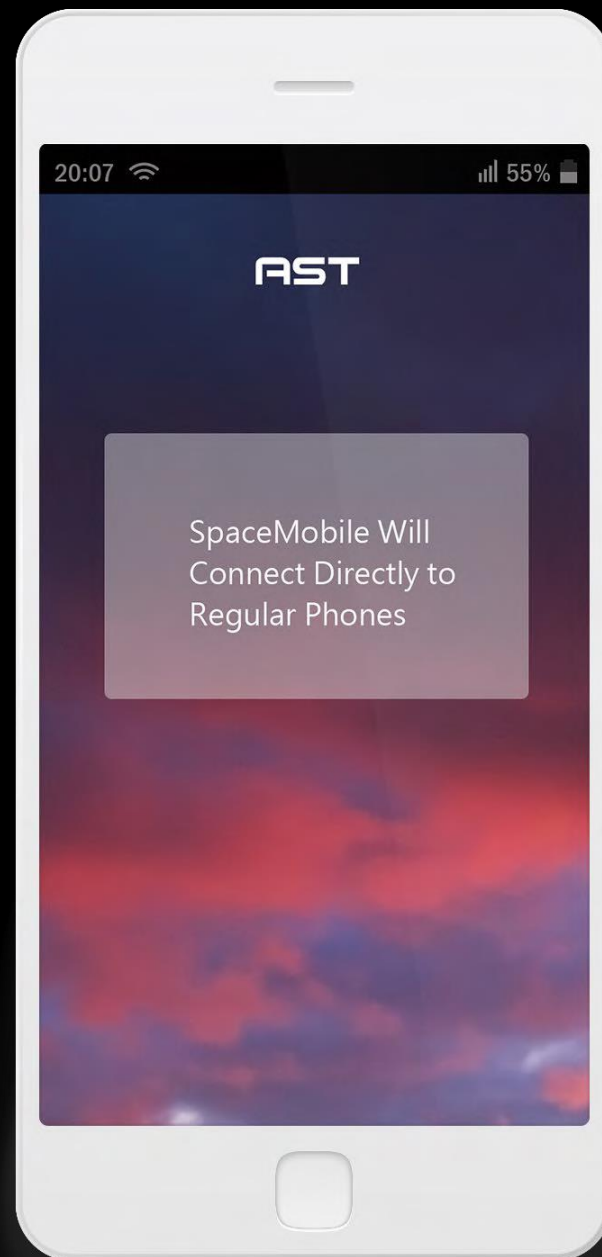 20:07 55%
AST
SpaceMobile Will
Connect Directly to
Regular Phones